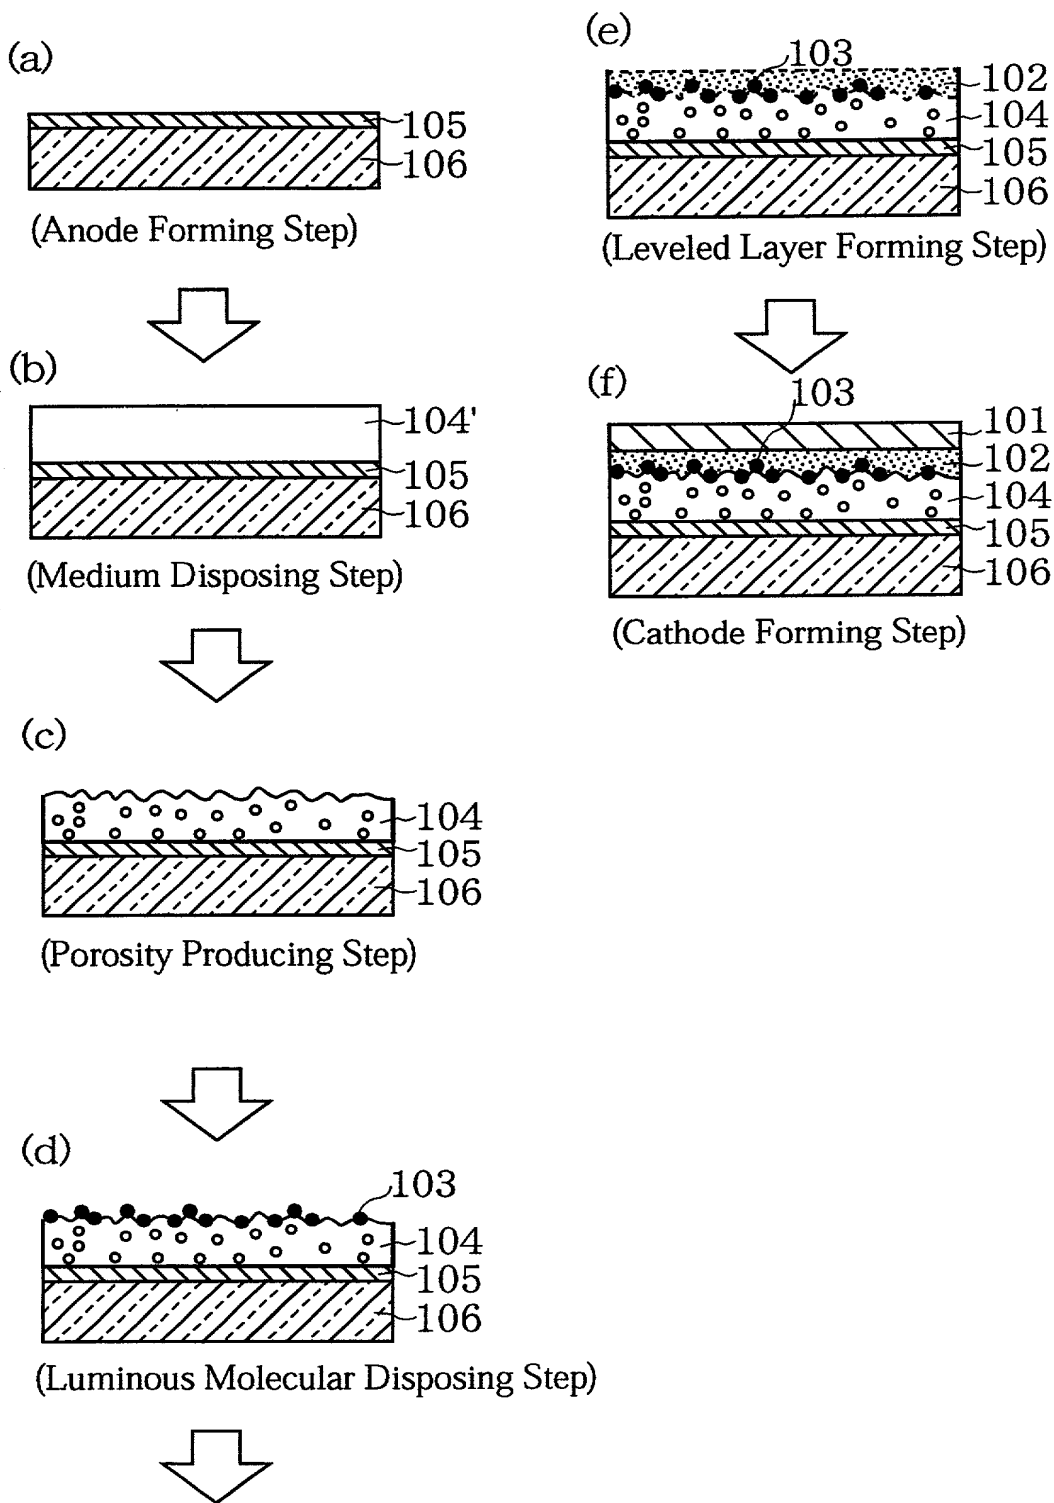 (a)
105
106
(Anode Forming Step)
(b)
104'
105
106
(Medium Disposing Step)
(c)
104
105
106
(Porosity Producing Step)
(d)
103
104
105
106
(Luminous Molecular Disposing Step)
(e)
103
102
104
105
106
(Leveled Layer Forming Step)
(f)
103
101
102
104
105
106
(Cathode Forming Step)